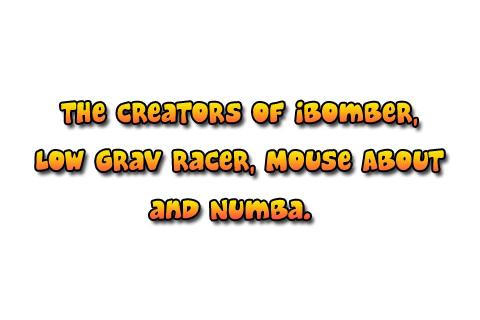 The creators of iBomber,
Low Grav Racer, Mouse About
and Numba.